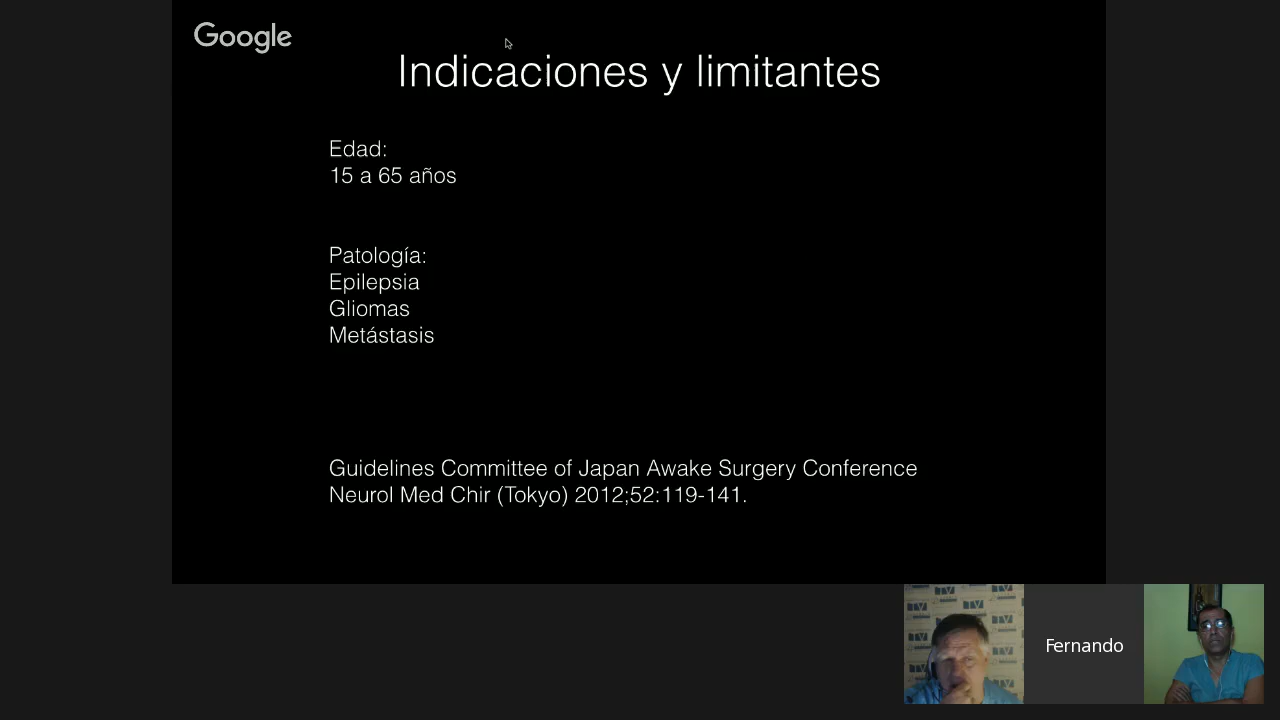 Google
Indicaciones y limitantes
Edad:
15 a 65 años
Patología:
Epilepsia
Gliomas
Metástasis
Guidelines Committee of Japan Awake Surgery Conference
Neurol Med Chir (Tokyo) 2012;52:119-141.
Fernando
TV